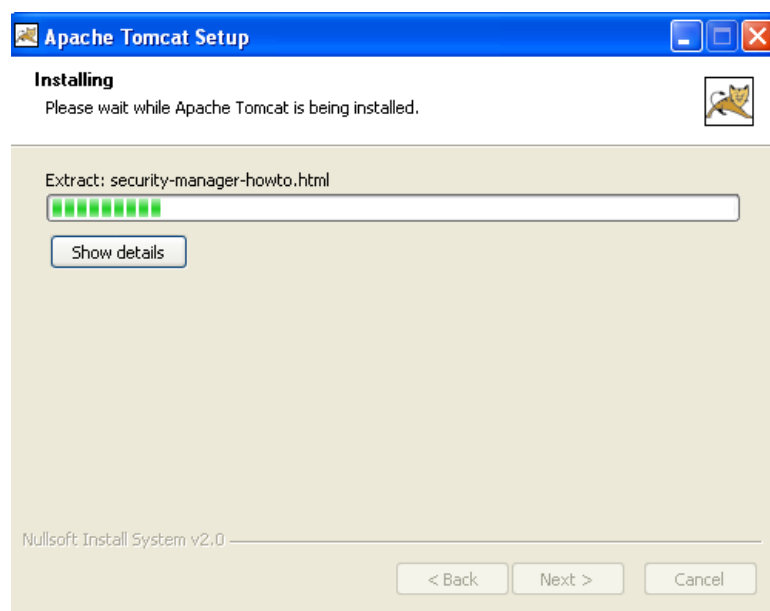 Apache Tomcat Setup
Installing
Please wait while Apache Tomcat is being installed.
Extract: security-manager-howto.html
Show details
Nullsoft Install System v2.0
< Back Next > Cancel